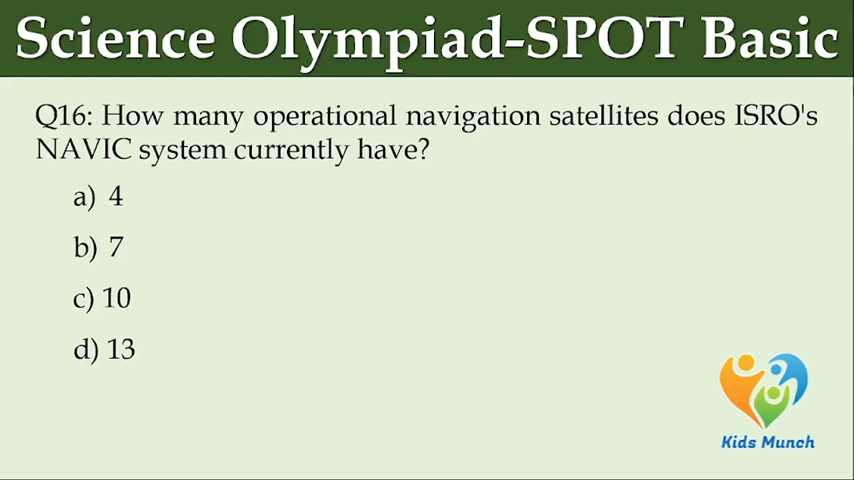 Science Olympiad-SPOT Basic
Q16: How many operational navigation satellites does ISRO's
NAVIC system currently have?
a) 4
b) 7
c) 10
d) 13
Kids Munch